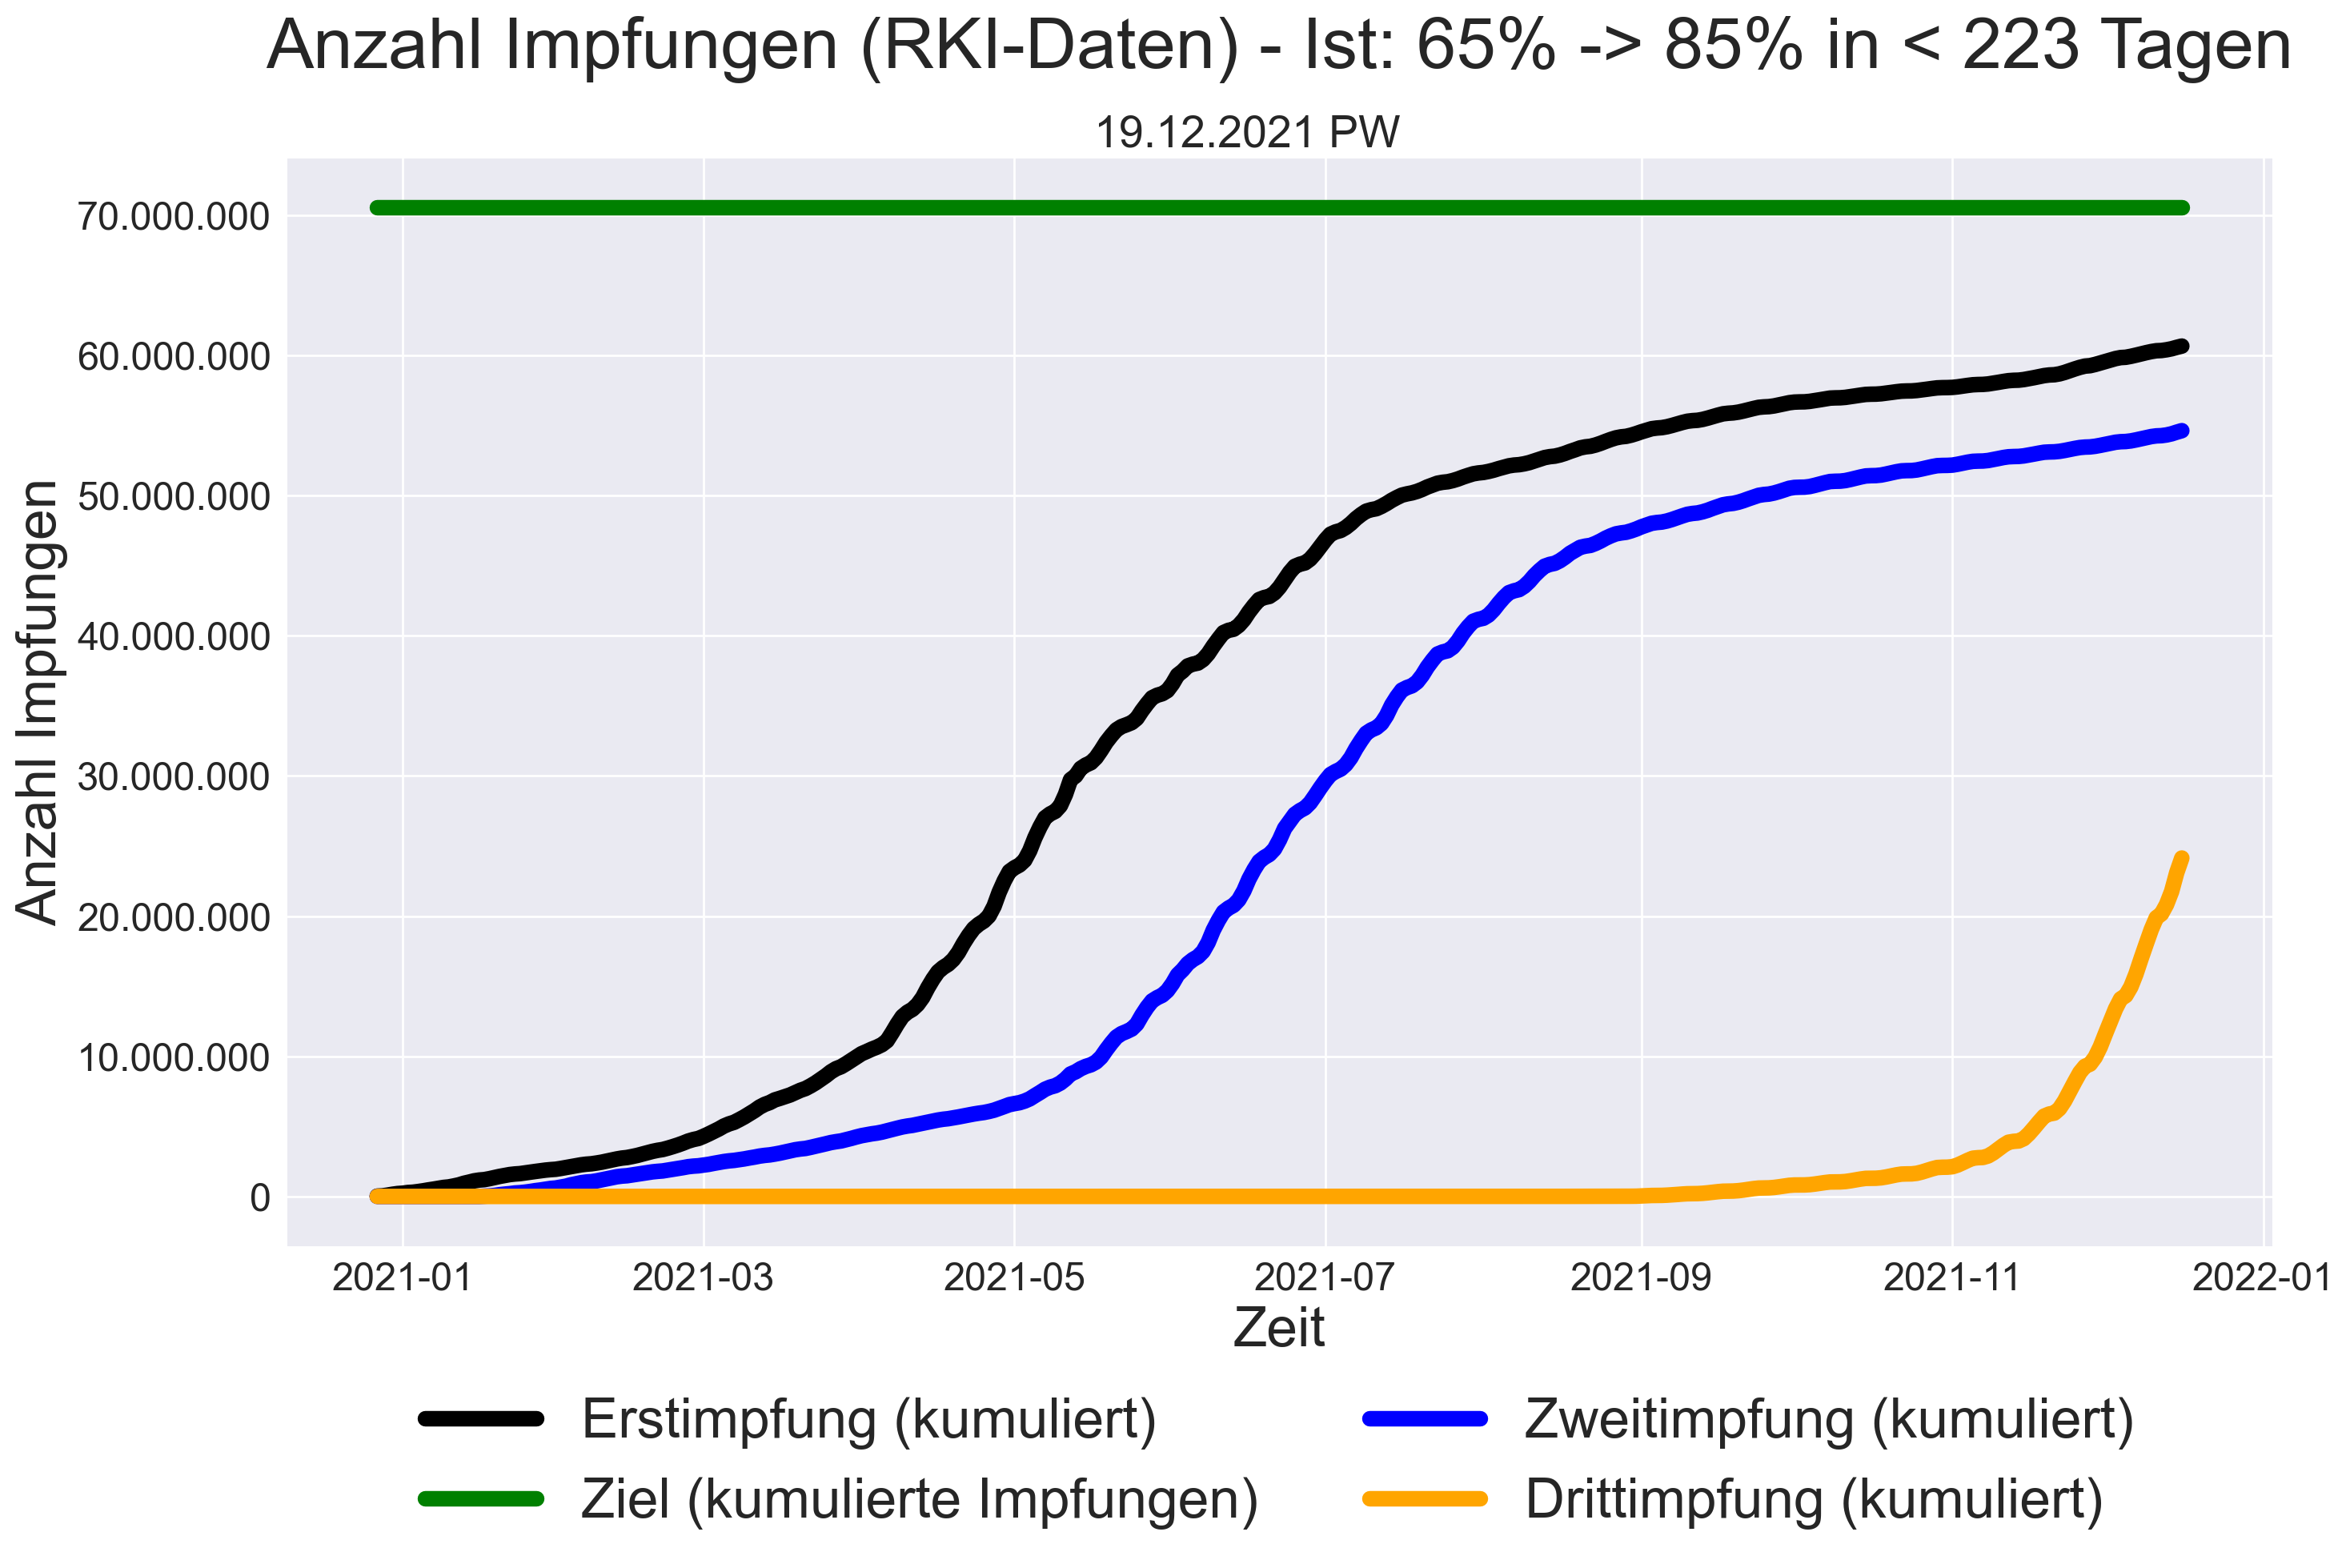 Anzahl Impfungen (RKI-Daten) - Ist: 65% -> 85% in < 223 Tagen
19.12.2021 PW
Anzahl Impfungen
70.000.000
60.000.000
50.000.000
40.000.000
30.000.000
20.000.000
10.000.000
0
2021-01 2021-03 2021-05 2021-07 2021-09 2021-11 2022-01
Zeit
Erstimpfung (kumuliert) Zweitimpfung (kumuliert)
Ziel (kumulierte Impfungen) Drittimpfung (kumuliert)